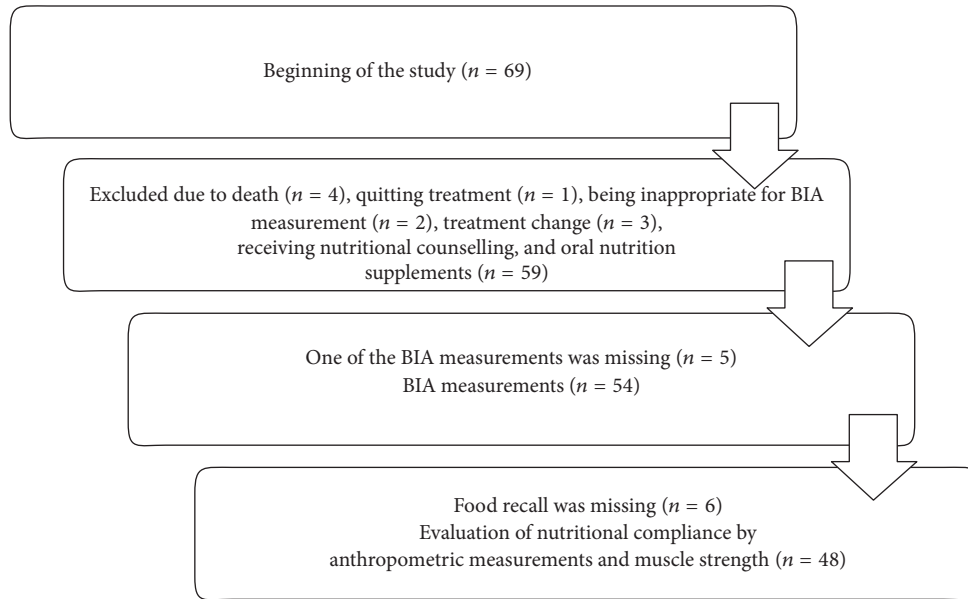 Beginning of the study (n = 69)
Excluded due to death (n = 4), quitting treatment (n = 1), being inappropriate for BIA
measurement (n = 2), treatment change (n = 3),
receiving nutritional counselling, and oral nutrition
supplements (n = 59)
One of the BIA measurements was missing (n = 5)
BIA measurements (n = 54)
Food recall was missing (n = 6)
Evaluation of nutritional compliance by
anthropometric measurements and muscle strength (n = 48)